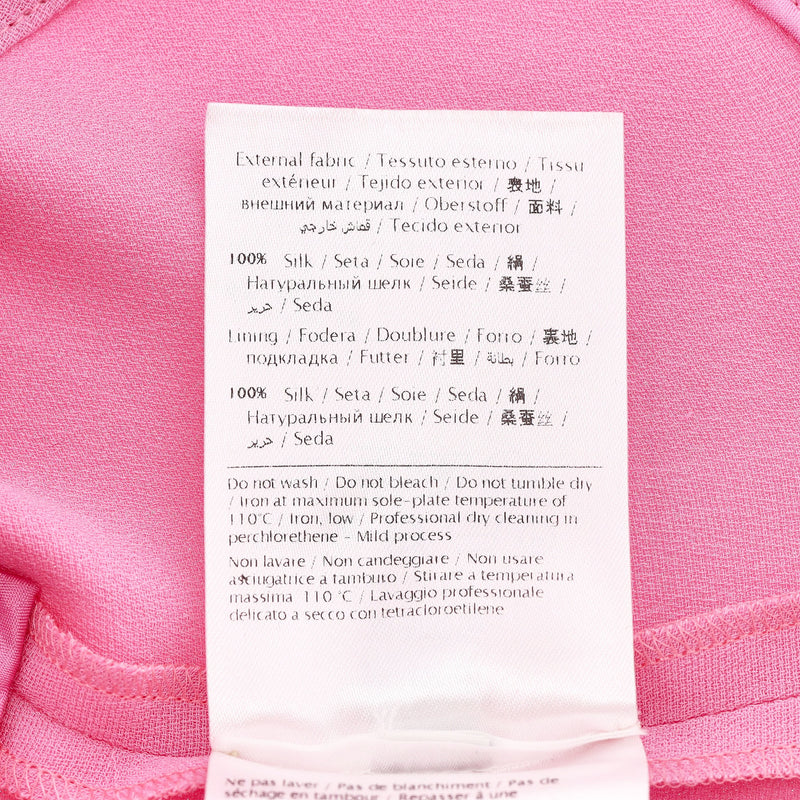 External fabric / Tessuto esterno / Tissu
extérieur / Tejido exterior / 表地 /
внешний материал / Oberstoff / 面料 /
قماش خارجي / Tecido exterior
100% Silk / Seta / Soie / Seda / 絹 /
Натуральный шелк / Seide / 桑蚕丝 /
حرير / Seda
Lining / Fodera / Doublure / Forro / 裏地 /
подкладка / Futter / 衬里 / بطانة / Forro
100% Silk / Seta / Soie / Seda / 絹 /
Натуральный шелк / Seide / 桑蚕丝 /
حرير / Seda
Do not wash / Do not bleach / Do not tumble dry
/ Iron at maximum sole-plate temperature of
110°C / Iron, low / Professional dry cleaning in
perchlorethene - Mild process
Non lavare / Non candeggiare / Non usare
asciugatrice a tamburo / Stirare a temperatura
massima 110 °C / Lavaggio professionale
delicato a secco con tetracloroetilene
Ne pas laver / Pas de blanchiment / Pas de
séchage en tambour / Repasser à une